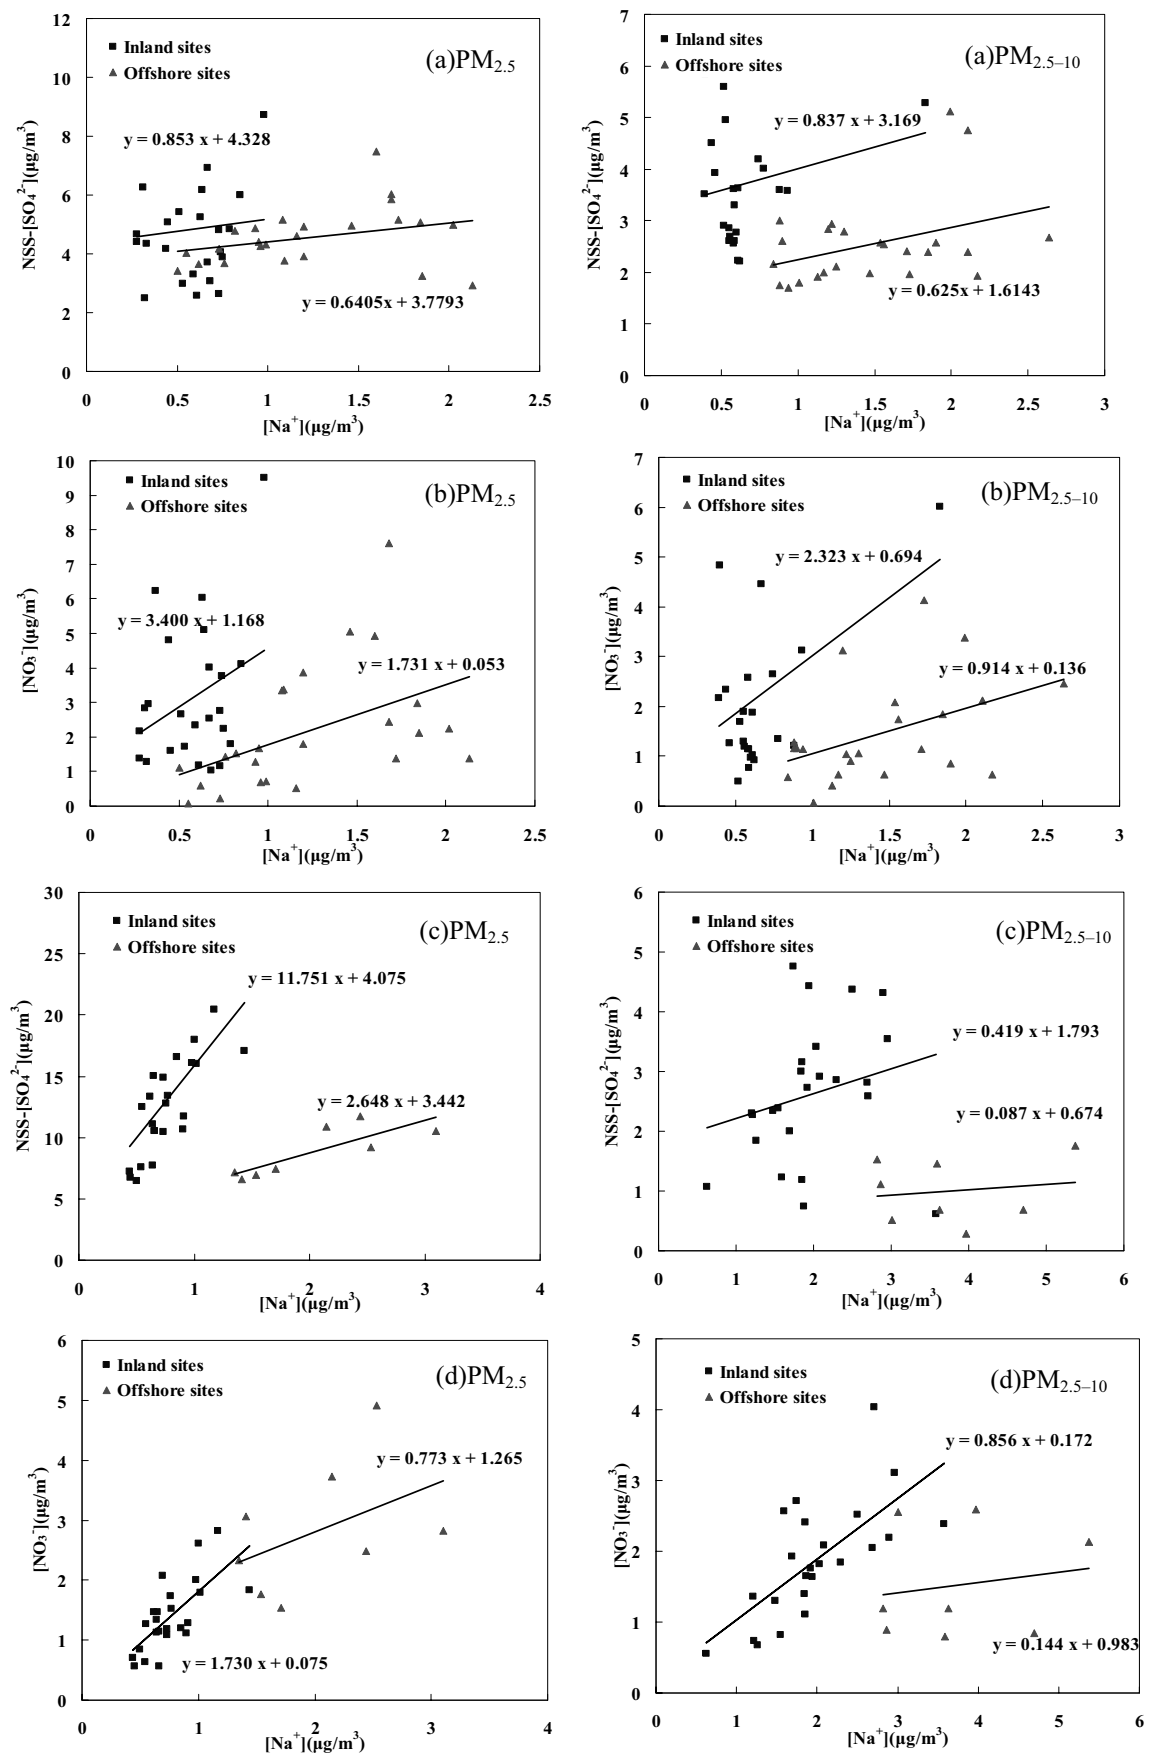 12
10
8
6
4
2
0
0
0.5
1
1.5
2
2.5
NSS-[SO₄²⁻](μg/m³)
[Na⁺](μg/m³)
Inland sites
Offshore sites
(a)PM₂.₅
y = 0.853 x + 4.328
y = 0.6405x + 3.7793
7
6
5
4
3
2
1
0
0
0.5
1
1.5
2
2.5
3
NSS-[SO₄²⁻](μg/m³)
[Na⁺](μg/m³)
Inland sites
Offshore sites
(a)PM₂.₅₋₁₀
y = 0.837 x + 3.169
y = 0.625x + 1.6143
10
9
8
7
6
5
4
3
2
1
0
0
0.5
1
1.5
2
2.5
[NO₃⁻](μg/m³)
[Na⁺](μg/m³)
Inland sites
Offshore sites
(b)PM₂.₅
y = 3.400 x + 1.168
y = 1.731 x + 0.053
7
6
5
4
3
2
1
0
0
0.5
1
1.5
2
2.5
3
[NO₃⁻](μg/m³)
[Na⁺](μg/m³)
Inland sites
Offshore sites
(b)PM₂.₅₋₁₀
y = 2.323 x + 0.694
y = 0.914 x + 0.136
30
25
20
15
10
5
0
0
1
2
3
4
NSS-[SO₄²⁻](μg/m³)
[Na⁺](μg/m³)
Inland sites
Offshore sites
(c)PM₂.₅
y = 11.751 x + 4.075
y = 2.648 x + 3.442
6
5
4
3
2
1
0
0
1
2
3
4
5
6
NSS-[SO₄²⁻](μg/m³)
[Na⁺](μg/m³)
Inland sites
Offshore sites
(c)PM₂.₅₋₁₀
y = 0.419 x + 1.793
y = 0.087 x + 0.674
6
5
4
3
2
1
0
0
1
2
3
4
[NO₃⁻](μg/m³)
[Na⁺](μg/m³)
Inland sites
Offshore sites
(d)PM₂.₅
y = 0.773 x + 1.265
y = 1.730 x + 0.075
5
4
3
2
1
0
0
1
2
3
4
5
6
[NO₃⁻](μg/m³)
[Na⁺](μg/m³)
Inland sites
Offshore sites
(d)PM₂.₅₋₁₀
y = 0.856 x + 0.172
y = 0.144 x + 0.983